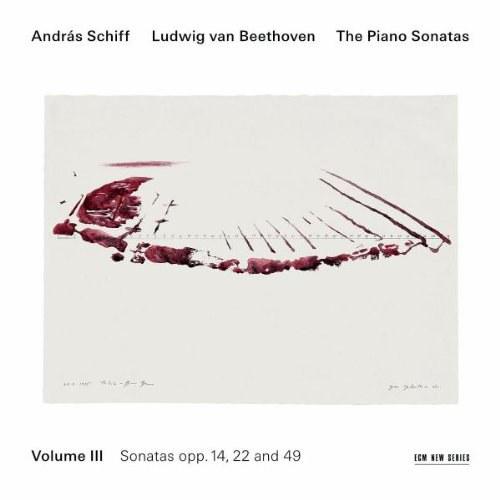 András Schiff Ludwig van Beethoven The Piano Sonatas
Volume III Sonatas opp. 14, 22 and 49
ECM NEW SERIES